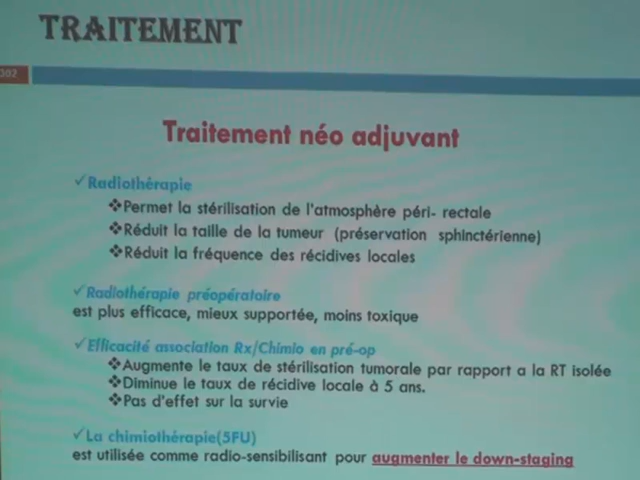 TRAITEMENT
302
Traitement néo adjuvant
✓Radiothérapie
❖Permet la stérilisation de l'atmosphère péri- rectale
❖Réduit la taille de la tumeur (préservation sphinctérienne)
❖Réduit la fréquence des récidives locales
✓Radiothérapie préopératoire
est plus efficace, mieux supportée, moins toxique
✓Efficacité association Rx/Chimio en pré-op
❖Augmente le taux de stérilisation tumorale par rapport a la RT isolée
❖Diminue le taux de récidive locale à 5 ans.
❖Pas d'effet sur la survie
✓La chimiothérapie(5FU)
est utilisée comme radio-sensibilisant pour augmenter le down-staging